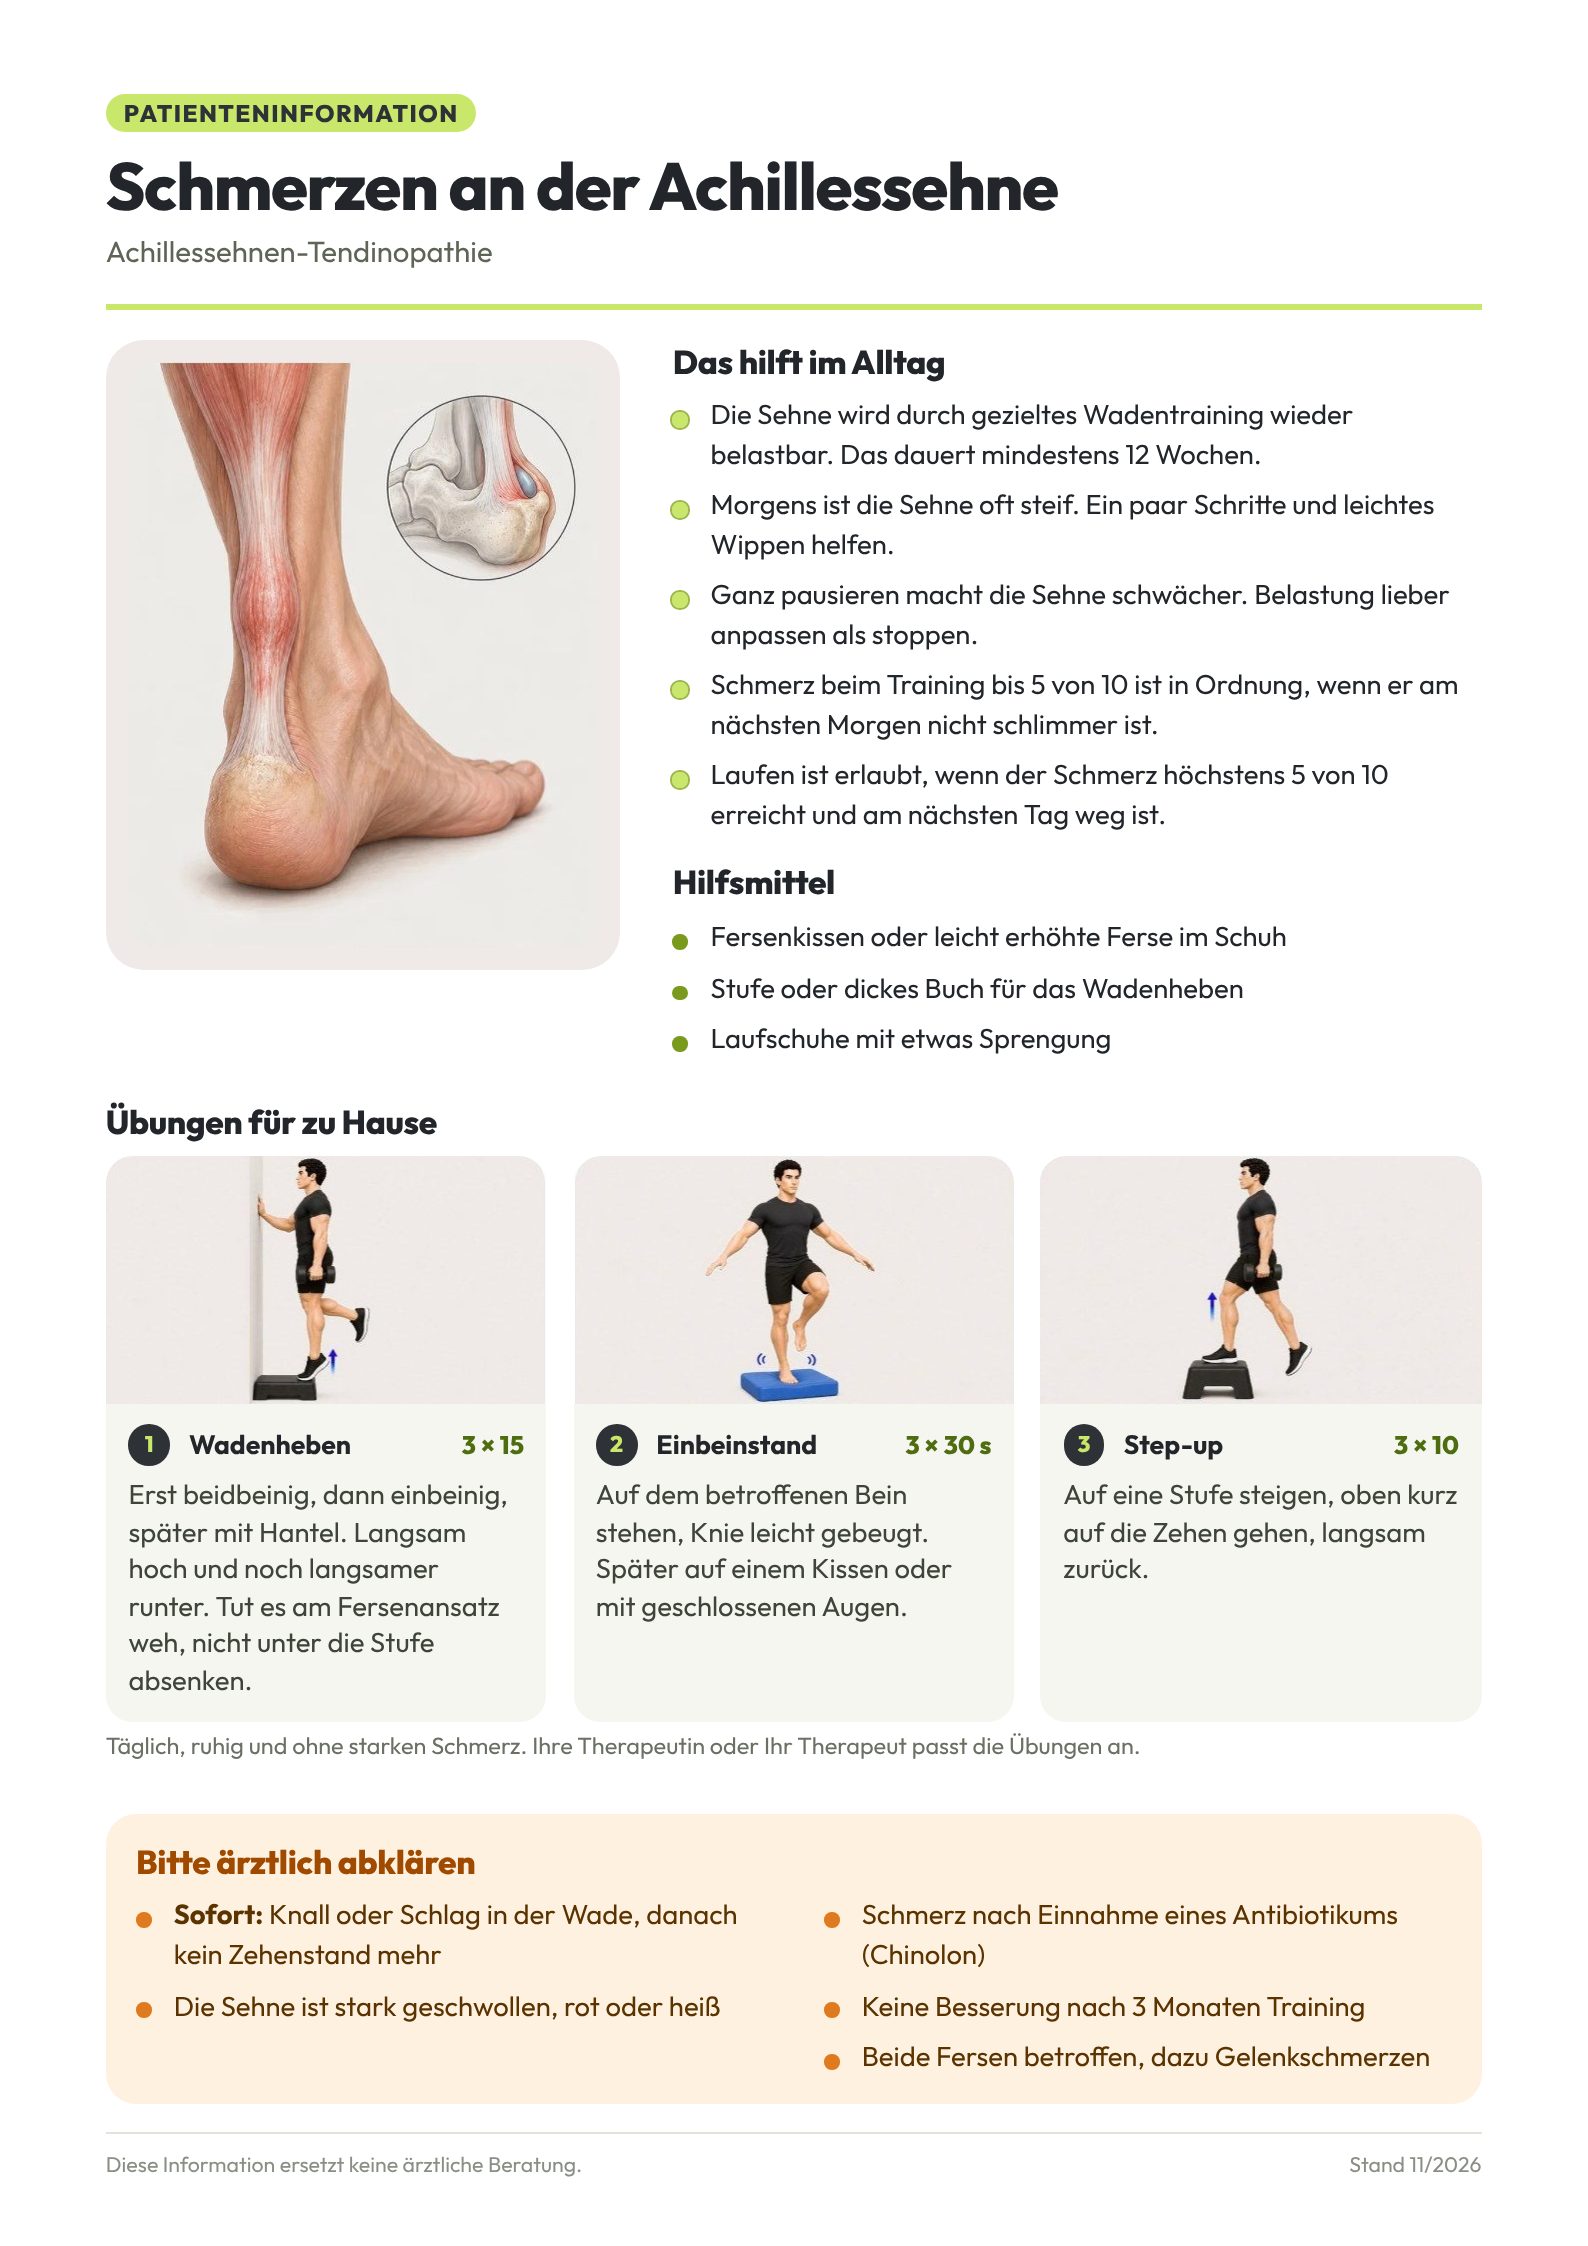 PATIENTENINFORMATION
Schmerzen an der Achillessehne
Achillessehnen-Tendinopathie
Das hilft im Alltag
Die Sehne wird durch gezieltes Wadentraining wieder
belastbar. Das dauert mindestens 12 Wochen.
Morgens ist die Sehne oft steif. Ein paar Schritte und leichtes
Wippen helfen.
Ganz pausieren macht die Sehne schwächer. Belastung lieber
anpassen als stoppen.
Schmerz beim Training bis 5 von 10 ist in Ordnung, wenn er am
nächsten Morgen nicht schlimmer ist.
Laufen ist erlaubt, wenn der Schmerz höchstens 5 von 10
erreicht und am nächsten Tag weg ist.
Hilfsmittel
Fersenkissen oder leicht erhöhte Ferse im Schuh
Stufe oder dickes Buch für das Wadenheben
Laufschuhe mit etwas Sprengung
Übungen für zu Hause
1 Wadenheben 3 × 15
Erst beidbeinig, dann einbeinig,
später mit Hantel. Langsam
hoch und noch langsamer
runter. Tut es am Fersenansatz
weh, nicht unter die Stufe
absenken.
2 Einbeinstand 3 × 30 s
Auf dem betroffenen Bein
stehen, Knie leicht gebeugt.
Später auf einem Kissen oder
mit geschlossenen Augen.
3 Step-up 3 × 10
Auf eine Stufe steigen, oben kurz
auf die Zehen gehen, langsam
zurück.
Täglich, ruhig und ohne starken Schmerz. Ihre Therapeutin oder Ihr Therapeut passt die Übungen an.
Bitte ärztlich abklären
Sofort: Knall oder Schlag in der Wade, danach
kein Zehenstand mehr
Die Sehne ist stark geschwollen, rot oder heiß
Schmerz nach Einnahme eines Antibiotikums
(Chinolon)
Keine Besserung nach 3 Monaten Training
Beide Fersen betroffen, dazu Gelenkschmerzen
Diese Information ersetzt keine ärztliche Beratung.
Stand 11/2026